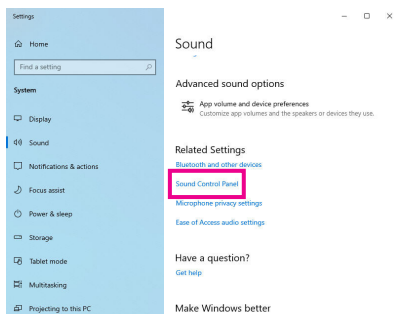 Settings
Home
Find a setting
System
Display
Sound
Notifications & actions
Focus assist
Power & sleep
Storage
Tablet mode
Multitasking
Projecting to this PC
Sound
Advanced sound options
App volume and device preferences
Customize app volumes and the speakers or devices they use.
Related Settings
Bluetooth and other devices
Sound Control Panel
Microphone privacy settings
Ease of Access audio settings
Have a question?
Get help
Make Windows better